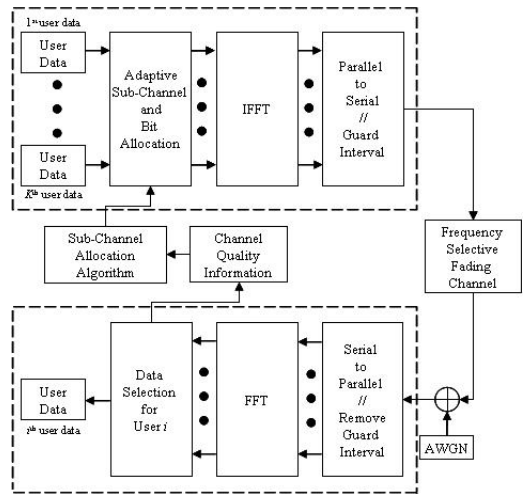 1st user data
User
Data
User
Data
Kth user data
Adaptive
Sub-Channel
and
Bit
Allocation
IFFT
Parallel
to
Serial
//
Guard
Interval
Sub-Channel
Allocation
Algorithm
Channel
Quality
Information
Frequency
Selective
Fading
Channel
User
Data
ith user data
Data
Selection
for
User i
FFT
Serial
to
Parallel
//
Remove
Guard
Interval
AWGN